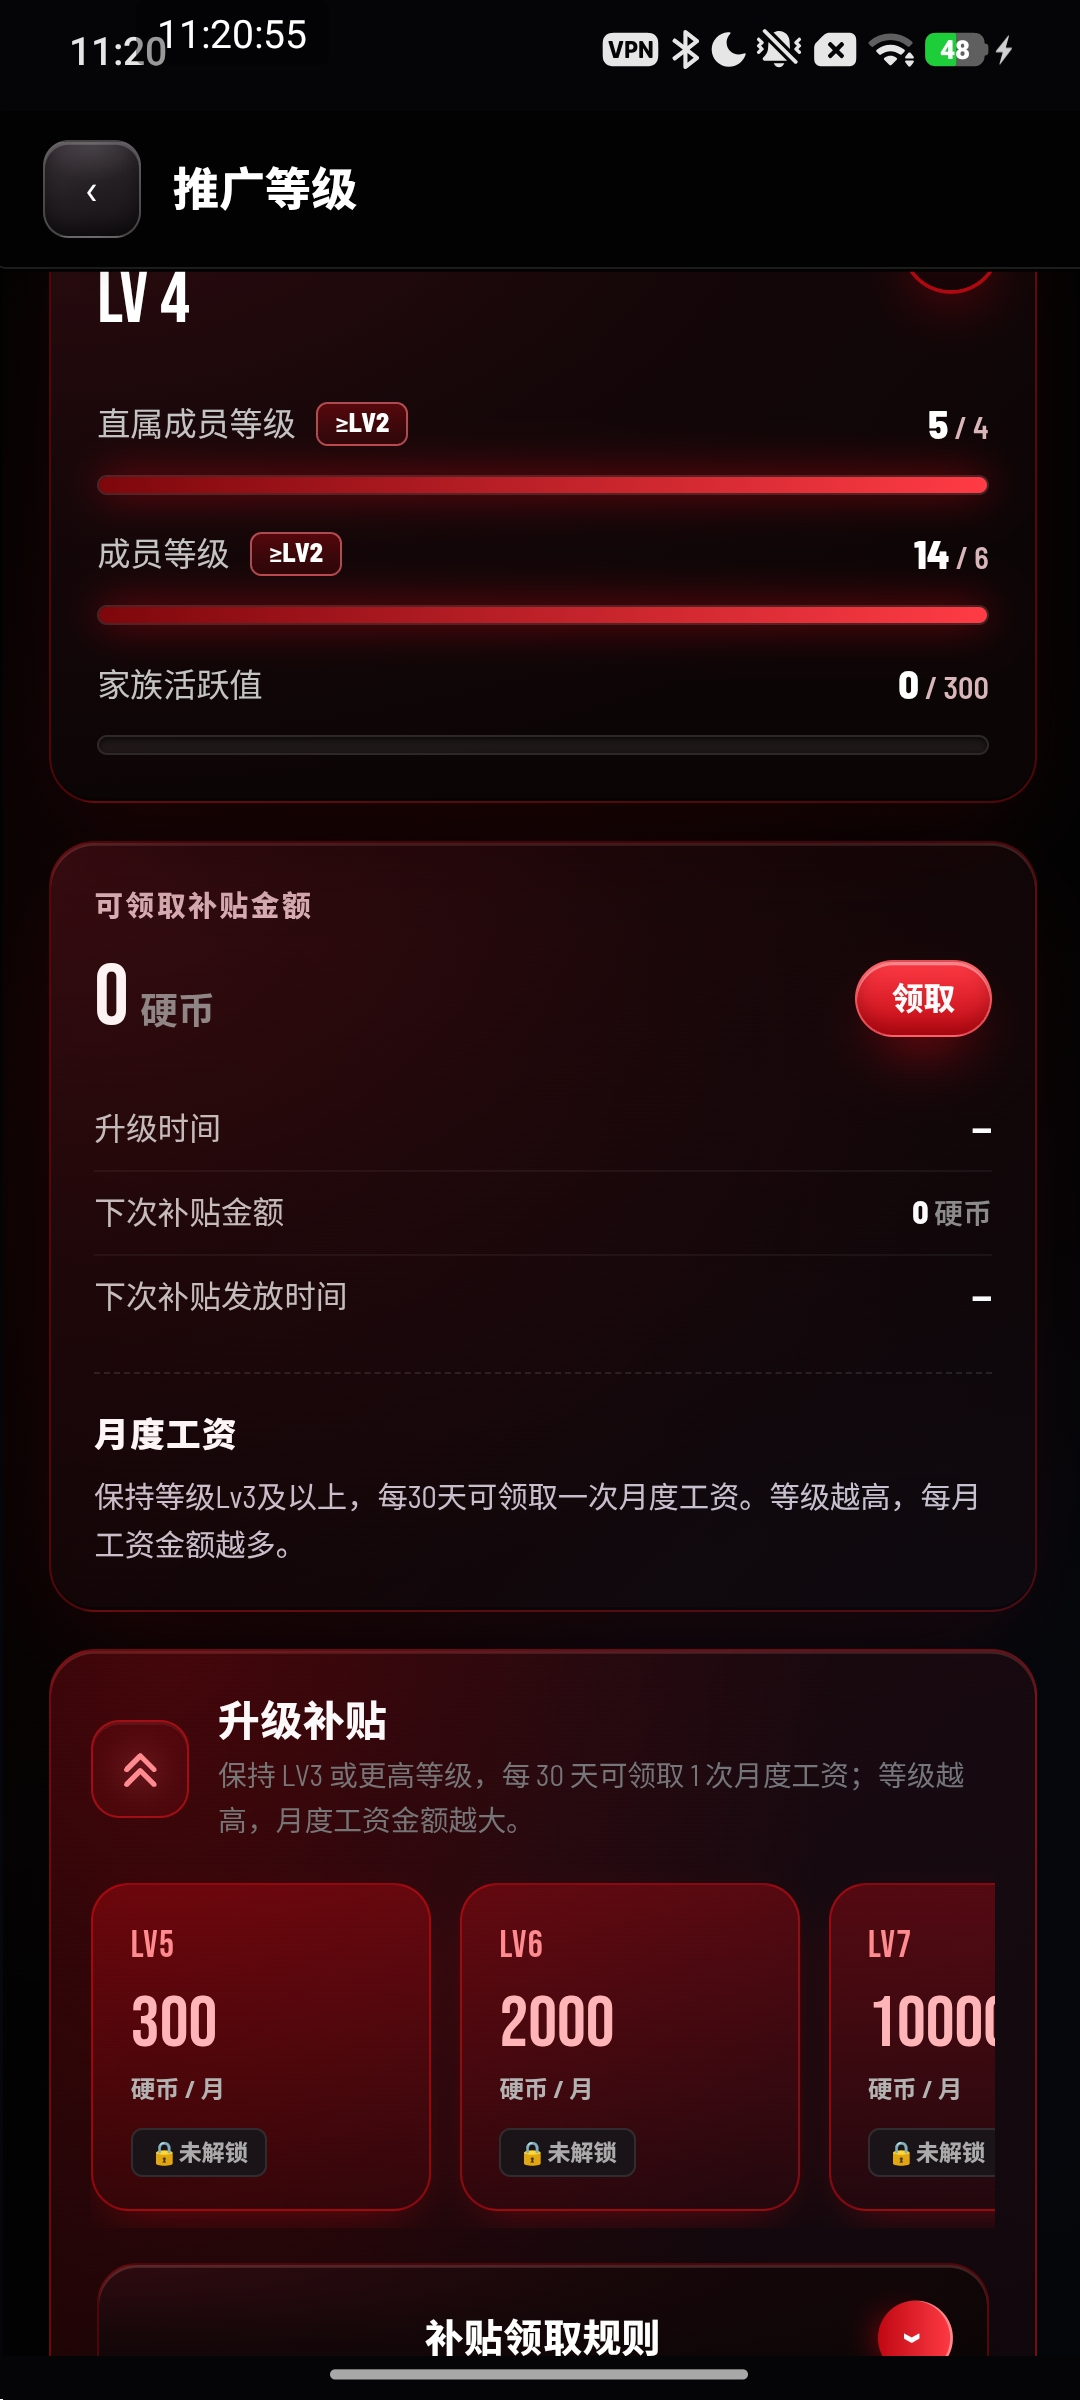 11:20
11:20:55
VPN
48
‹
推广等级
LV 4
直属成员等级 ≥LV2 5 / 4
成员等级 ≥LV2 14 / 6
家族活跃值 0 / 300
可领取补贴金额
0 硬币
领取
升级时间 –
下次补贴金额 0 硬币
下次补贴发放时间 –
月度工资
保持等级Lv3及以上，每30天可领取一次月度工资。等级越高，每月
工资金额越多。
升级补贴
保持 LV3 或更高等级，每 30 天可领取 1 次月度工资；等级越
高，月度工资金额越大。
LV5 LV6 LV7
300 2000 10000
硬币 / 月 硬币 / 月 硬币 / 月
🔒未解锁 🔒未解锁 🔒未解锁
补贴领取规则